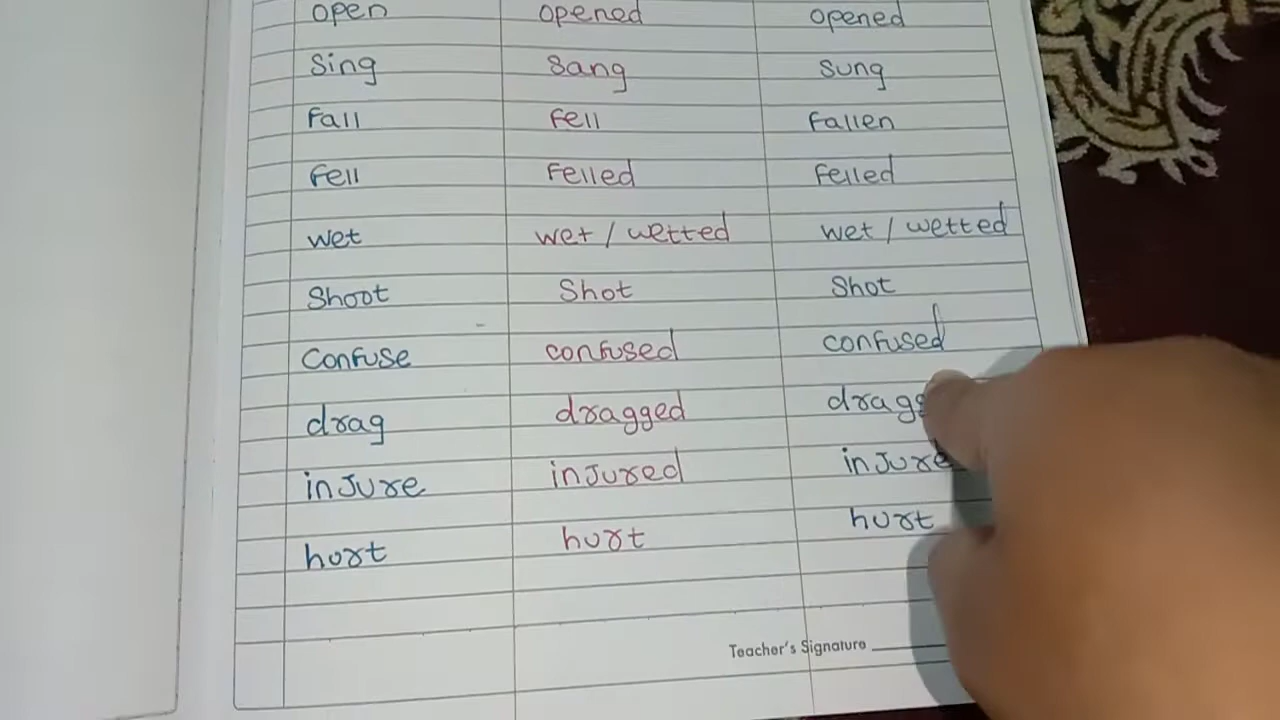 open opened opened
Sing Sang Sung
Fall Fell Fallen
Fell Felled Felled
wet wet / wetted wet / wetted
Shoot Shot Shot
Confuse confused confused
drag dragged
injure injured
hurt hurt hurt
Teacher's Signature